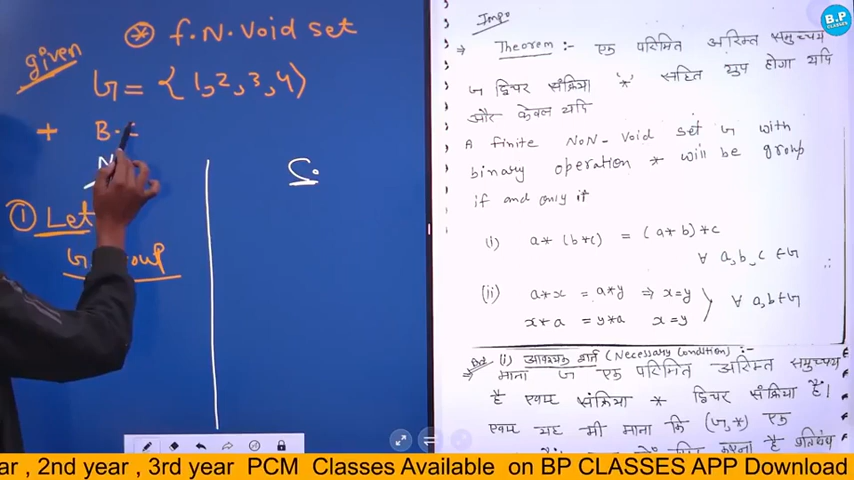 ⊛ f.N.Void set
given
G = {1,2,3,4}
+ B.
N
① Let
G. Group
S.
B.P
CLASSES
Imp.
⇒ Theorem :- एक परिमित अरिक्त समुच्चय
G द्विचर संक्रिया '*' सहित ग्रुप होगा यदि
और केवल यदि
A finite NoN-Void set G with
binary operation * will be group
if and only if
(i) a*(b*c) = (a*b)*c
∀ a,b,c ∈ G
(ii) a*x = a*y ⇒ x=y
x*a = y*a x=y
∀ a,b ∈ G
(i) आवश्यक शर्त (Necessary Condition) :-
⇒ माना G एक परिमित अरिक्त समुच्चय
है एवम संक्रिया * द्विचर संक्रिया है।
एवम यह भी माना कि (G,*) एक
करना है
ar , 2nd year , 3rd year PCM Classes Available on BP CLASSES APP Download